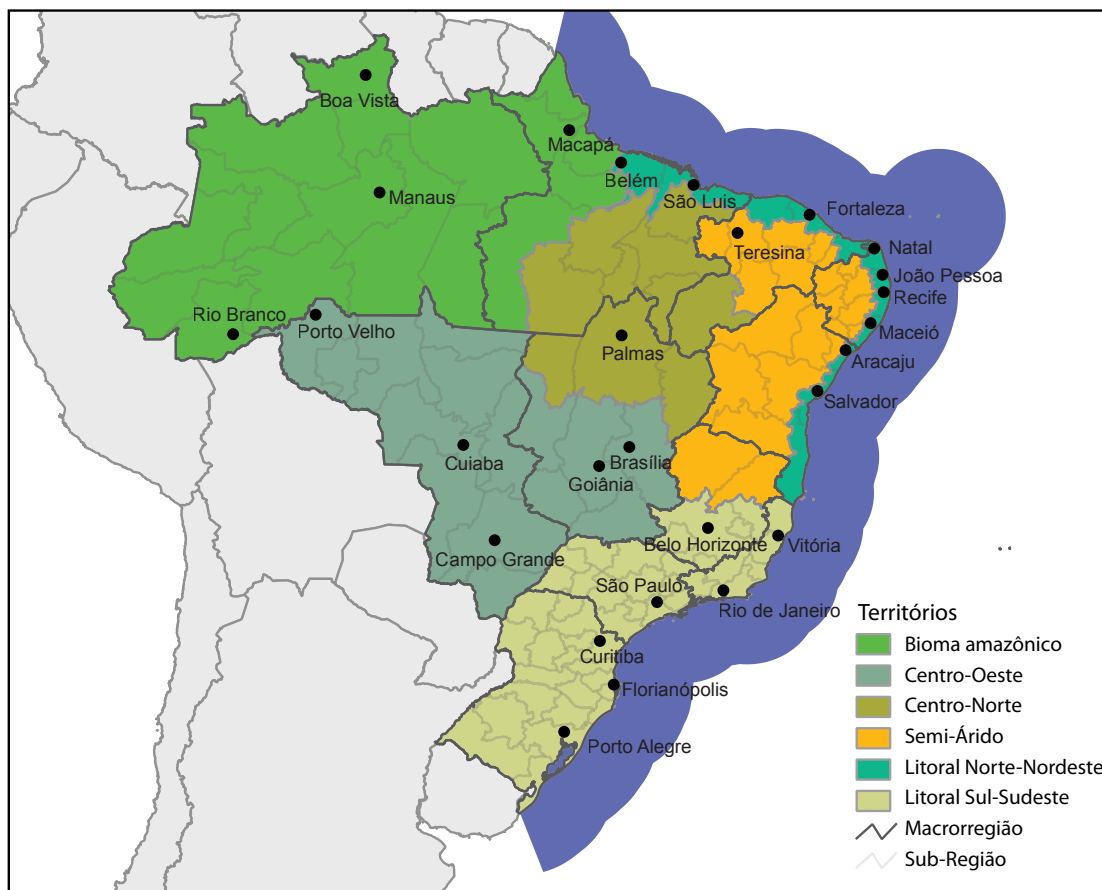 Boa Vista
Macapá
Belém
Manaus
São Luis
Fortaleza
Teresina
Natal
João Pessoa
Recife
Rio Branco
Porto Velho
Maceió
Palmas
Aracaju
Salvador
Cuiaba
Brasília
Goiânia
Campo Grande
Belo Horizonte
Vitória
São Paulo
Rio de Janeiro
Curitiba
Florianópolis
Porto Alegre
Territórios
Bioma amazônico
Centro-Oeste
Centro-Norte
Semi-Árido
Litoral Norte-Nordeste
Litoral Sul-Sudeste
Macrorregião
Sub-Região